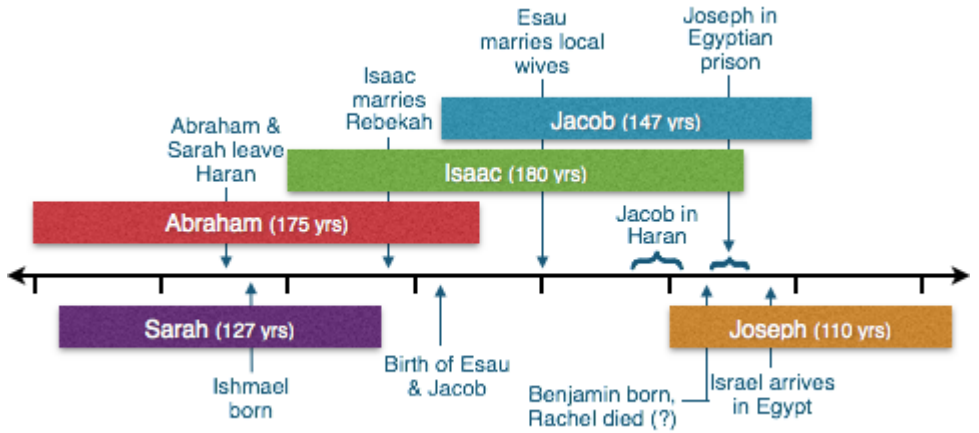 Esau
marries local
wives
Joseph in
Egyptian
prison
Isaac
marries
Rebekah
Jacob (147 yrs)
Abraham &
Sarah leave
Haran
Isaac (180 yrs)
Abraham (175 yrs)
Jacob in
Haran
Sarah (127 yrs)
Joseph (110 yrs)
Ishmael
born
Birth of Esau
& Jacob
Benjamin born,
Rachel died (?)
Israel arrives
in Egypt